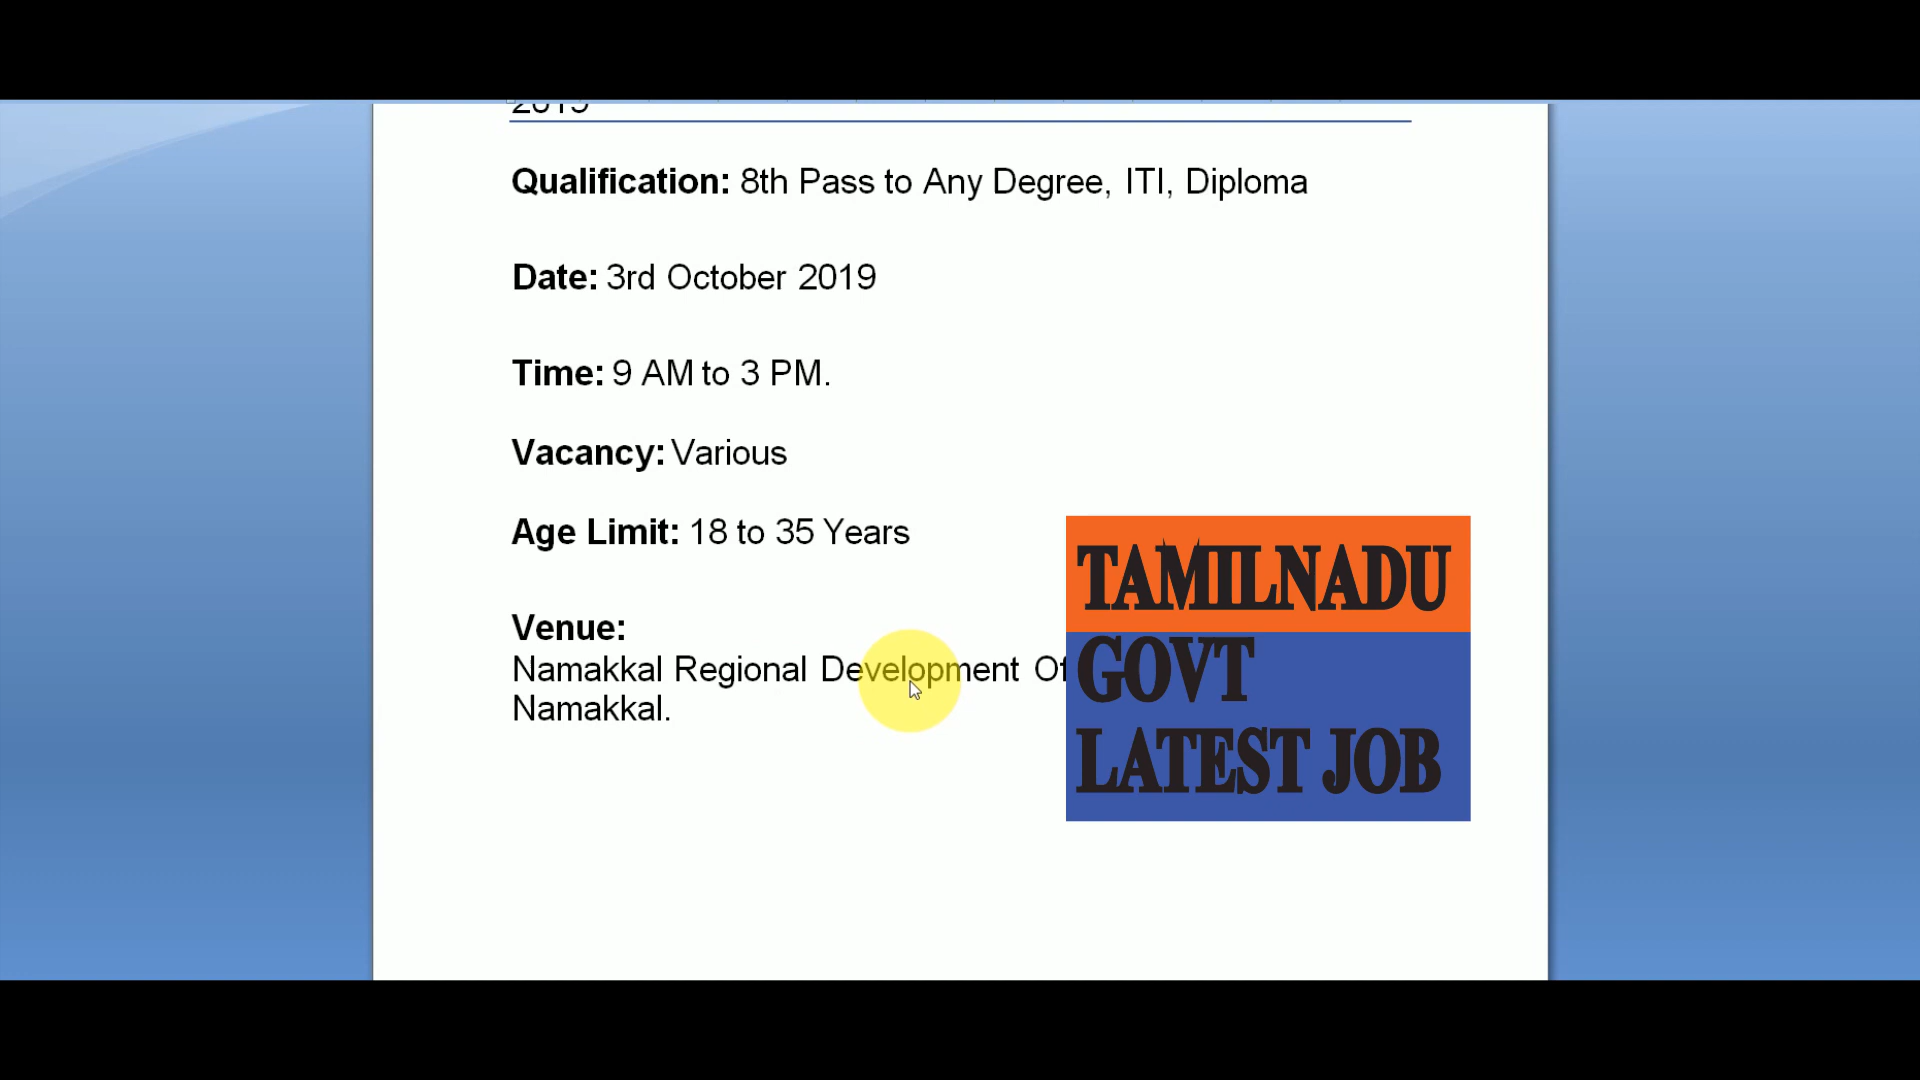 2019
Qualification: 8th Pass to Any Degree, ITI, Diploma
Date: 3rd October 2019
Time: 9 AM to 3 PM.
Vacancy: Various
Age Limit: 18 to 35 Years
Venue:
Namakkal Regional Development
Namakkal.
TAMILNADU
GOVT
LATEST JOB